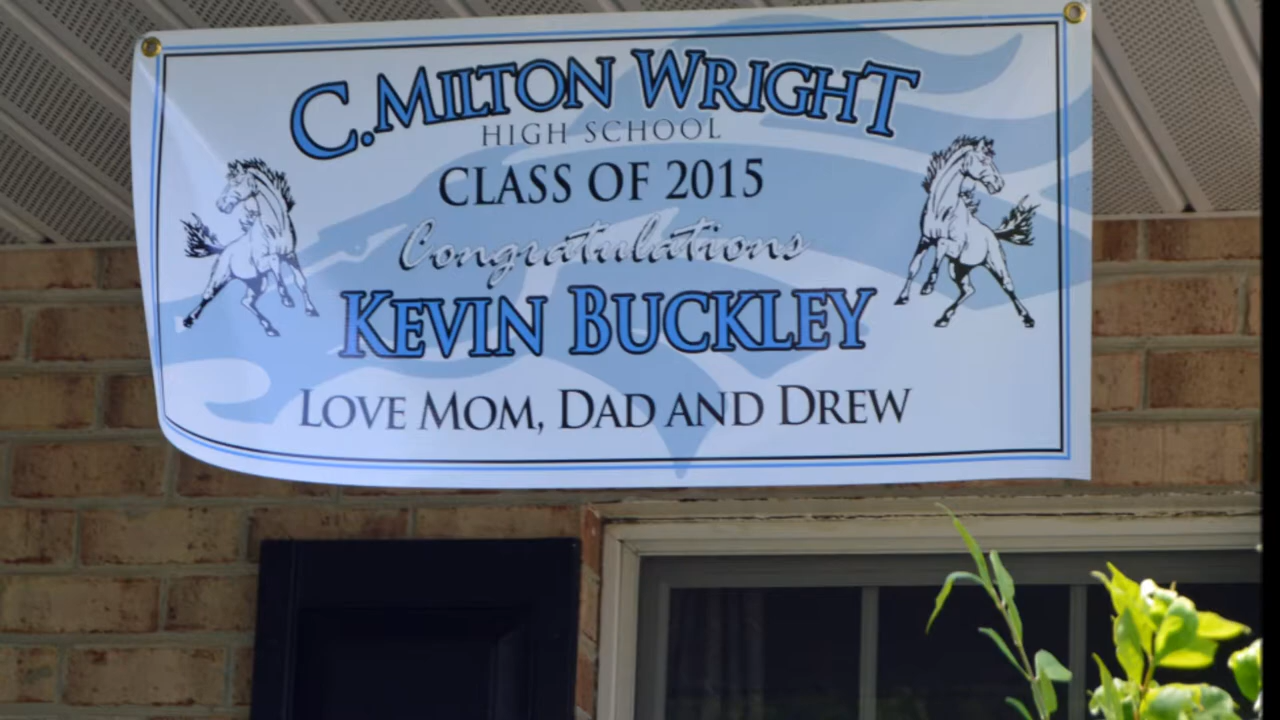 C. MILTON WRIGHT
HIGH SCHOOL
CLASS OF 2015
Congratulations
KEVIN BUCKLEY
LOVE MOM, DAD AND DREW